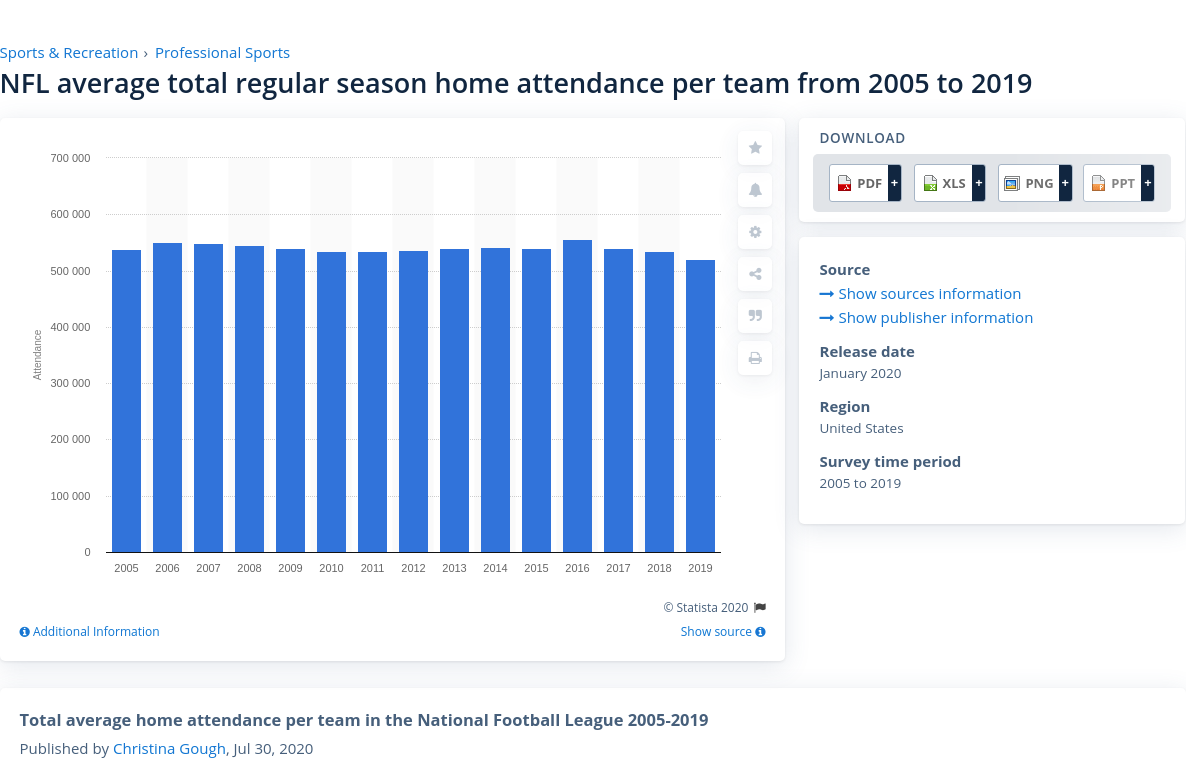 Sports & Recreation › Professional Sports
NFL average total regular season home attendance per team from 2005 to 2019
700 000
600 000
500 000
400 000
300 000
200 000
100 000
0
Attendance
2005 2006 2007 2008 2009 2010 2011 2012 2013 2014 2015 2016 2017 2018 2019
© Statista 2020
Additional Information
Show source
DOWNLOAD
PDF + XLS + PNG + PPT +
Source
Show sources information
Show publisher information
Release date
January 2020
Region
United States
Survey time period
2005 to 2019
Total average home attendance per team in the National Football League 2005-2019
Published by Christina Gough, Jul 30, 2020